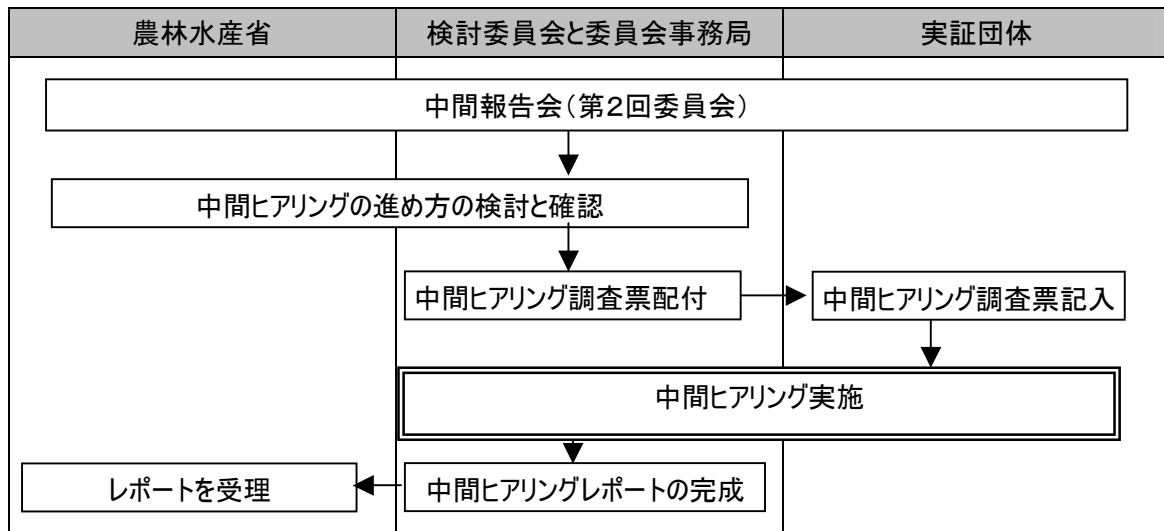 農林水産省
検討委員会と委員会事務局
実証団体
中間報告会(第2回委員会)
中間ヒアリングの進め方の検討と確認
中間ヒアリング調査票配付
中間ヒアリング調査票記入
中間ヒアリング実施
レポートを受理
中間ヒアリングレポートの完成